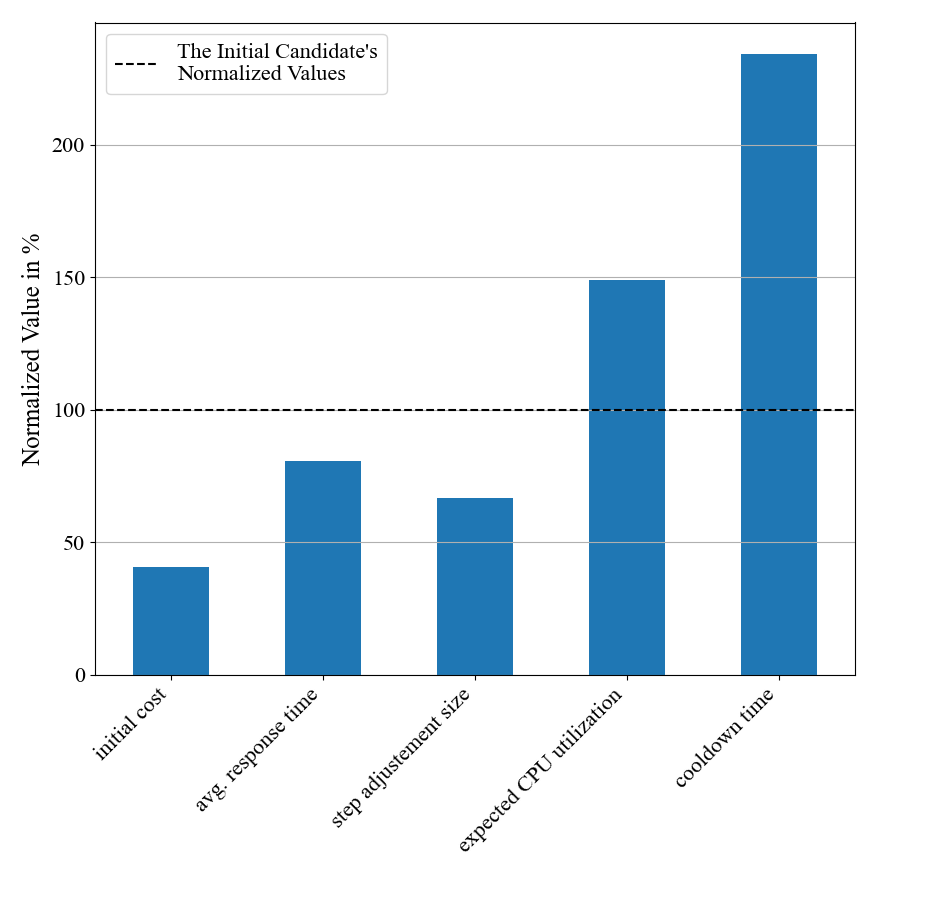 The Initial Candidate's
Normalized Values
Normalized Value in %
200
150
100
50
0
initial cost
avg. response time
step adjustement size
expected CPU utilization
cooldown time